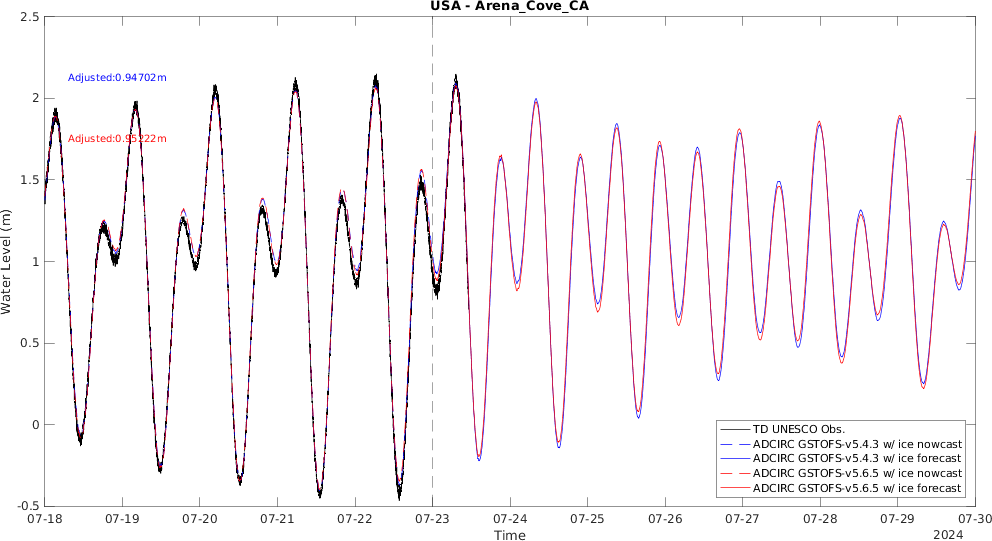 USA - Arena_Cove_CA
2.5
2
1.5
1
0.5
0
-0.5
Water Level (m)
Adjusted:0.94702m
Adjusted:0.95222m
TD UNESCO Obs.
ADCIRC GSTOFS-v5.4.3 w/ ice nowcast
ADCIRC GSTOFS-v5.4.3 w/ ice forecast
ADCIRC GSTOFS-v5.6.5 w/ ice nowcast
ADCIRC GSTOFS-v5.6.5 w/ ice forecast
07-18 07-19 07-20 07-21 07-22 07-23 07-24 07-25 07-26 07-27 07-28 07-29 07-30
Time
2024